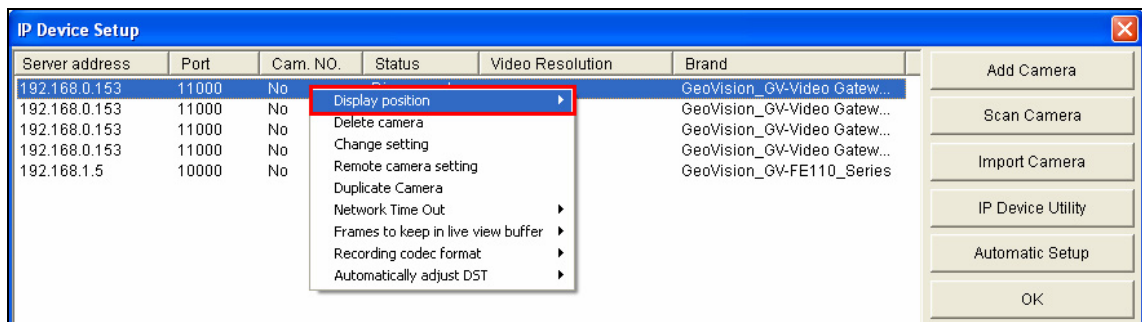 IP Device Setup
Server address Port Cam. NO. Status Video Resolution Brand
192.168.0.153 11000 No GeoVision_GV-Video Gatew...
192.168.0.153 11000 No GeoVision_GV-Video Gatew...
192.168.0.153 11000 No GeoVision_GV-Video Gatew...
192.168.0.153 11000 No GeoVision_GV-Video Gatew...
192.168.1.5 10000 No GeoVision_GV-FE110_Series
Display position
Delete camera
Change setting
Remote camera setting
Duplicate Camera
Network Time Out
Frames to keep in live view buffer
Recording codec format
Automatically adjust DST
Add Camera
Scan Camera
Import Camera
IP Device Utility
Automatic Setup
OK